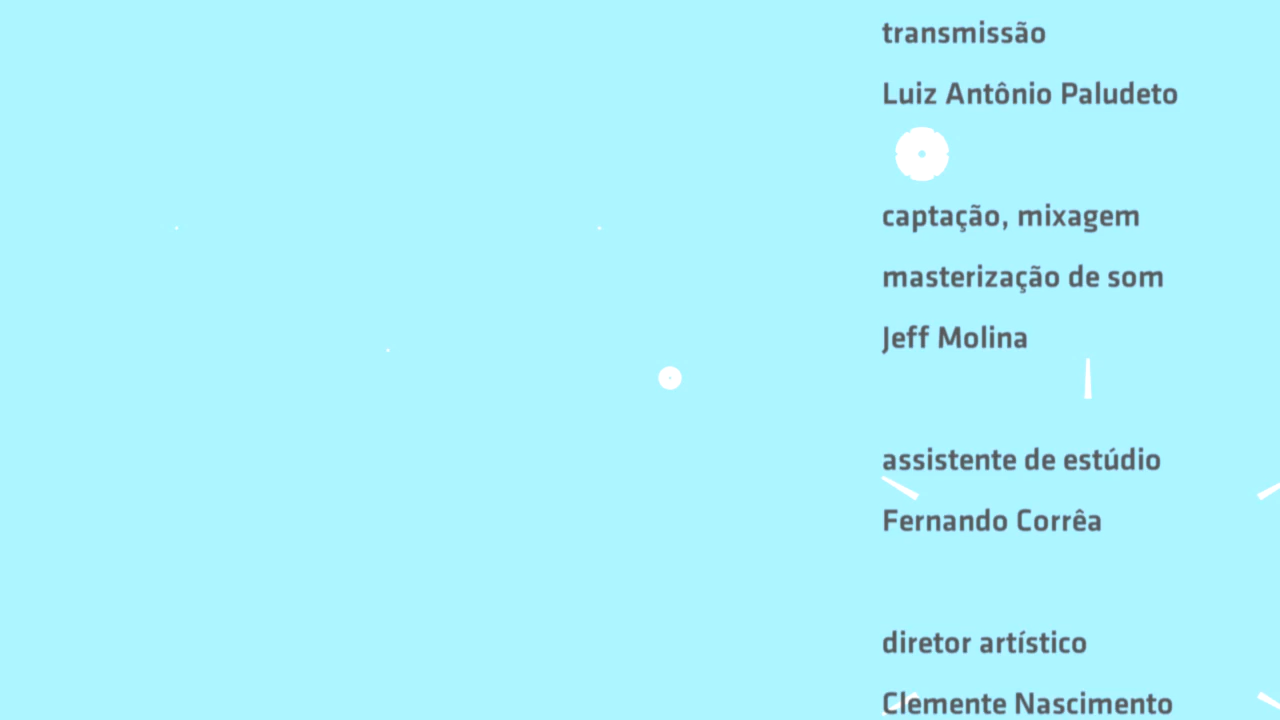 transmissão
Luiz Antônio Paludeto
captação, mixagem
masterização de som
Jeff Molina
assistente de estúdio
Fernando Corrêa
diretor artístico
Clemente Nascimento